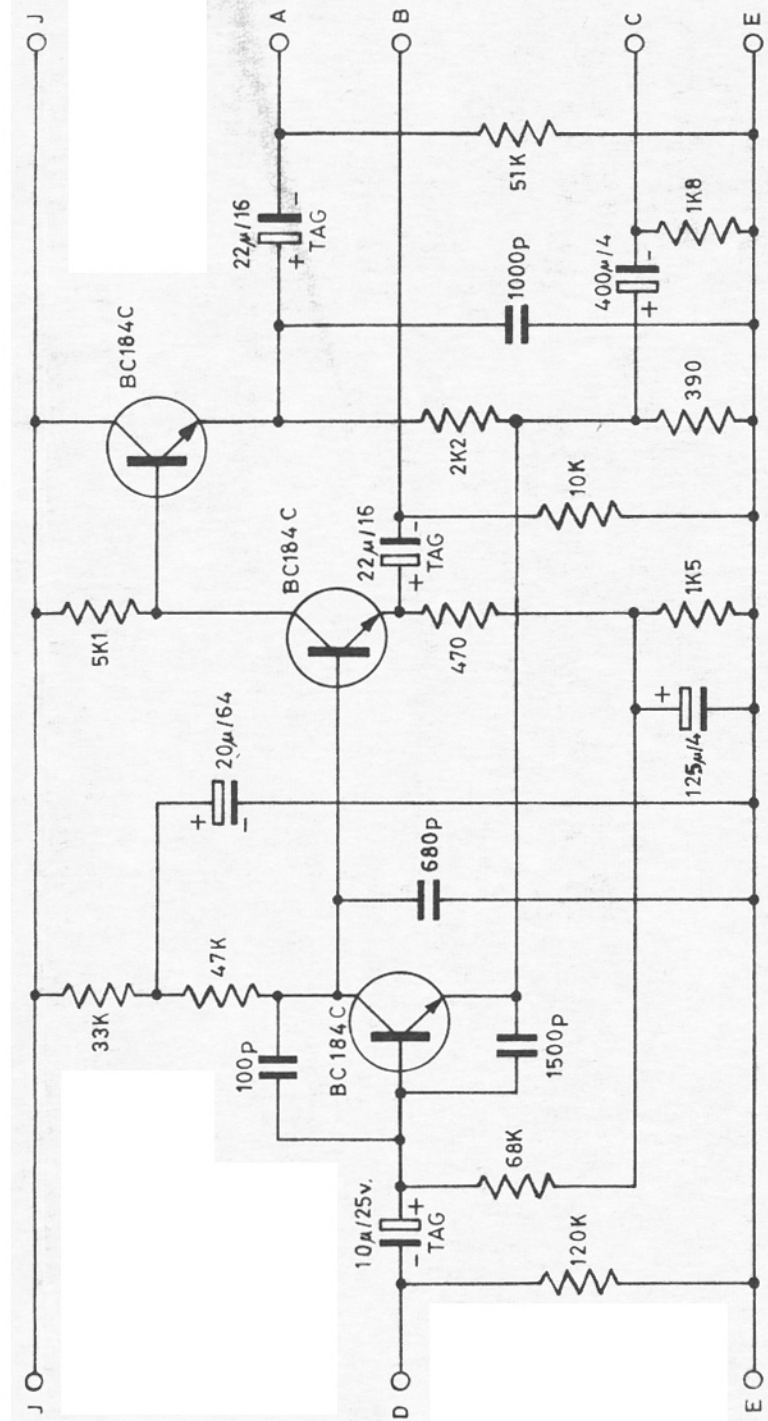 J
J
33K
5K1
BC184C
47K
+
20µ/64
-
100p
22µ/16
+
-
TAG
A
BC184C
BC184C
10µ/25v.
-
+
TAG
22µ/16
+
-
TAG
D
B
680p
2K2
68K
1000p
51K
1500p
120K
10K
400µ/4
+
-
C
+
125µ/4
1K5
390
1K8
E
E